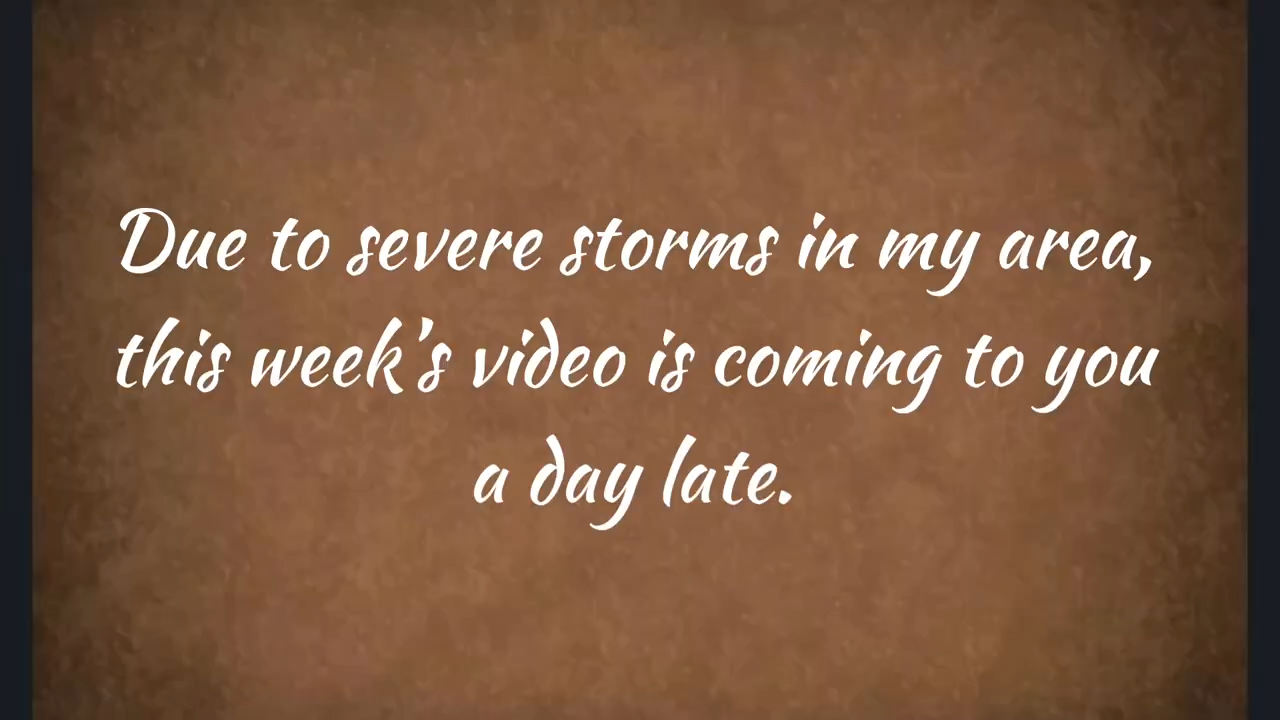 Due to severe storms in my area,
this week's video is coming to you
a day late.